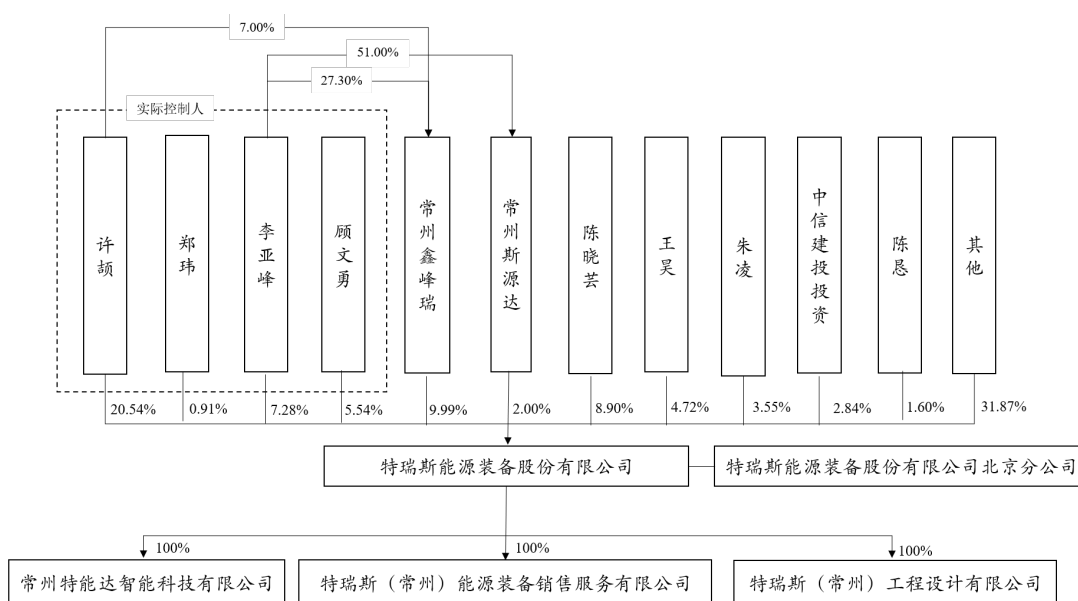 7.00%
51.00%
27.30%
实际控制人
许颉
郑玮
李亚峰
顾文勇
常州鑫峰瑞
常州斯源达
陈晓芸
王昊
朱凌
中信建投投资
陈恳
其他
20.54%
0.91%
7.28%
5.54%
9.99%
2.00%
8.90%
4.72%
3.55%
2.84%
1.60%
31.87%
特瑞斯能源装备股份有限公司
特瑞斯能源装备股份有限公司北京分公司
100%
100%
100%
常州特能达智能科技有限公司
特瑞斯（常州）能源装备销售服务有限公司
特瑞斯（常州）工程设计有限公司